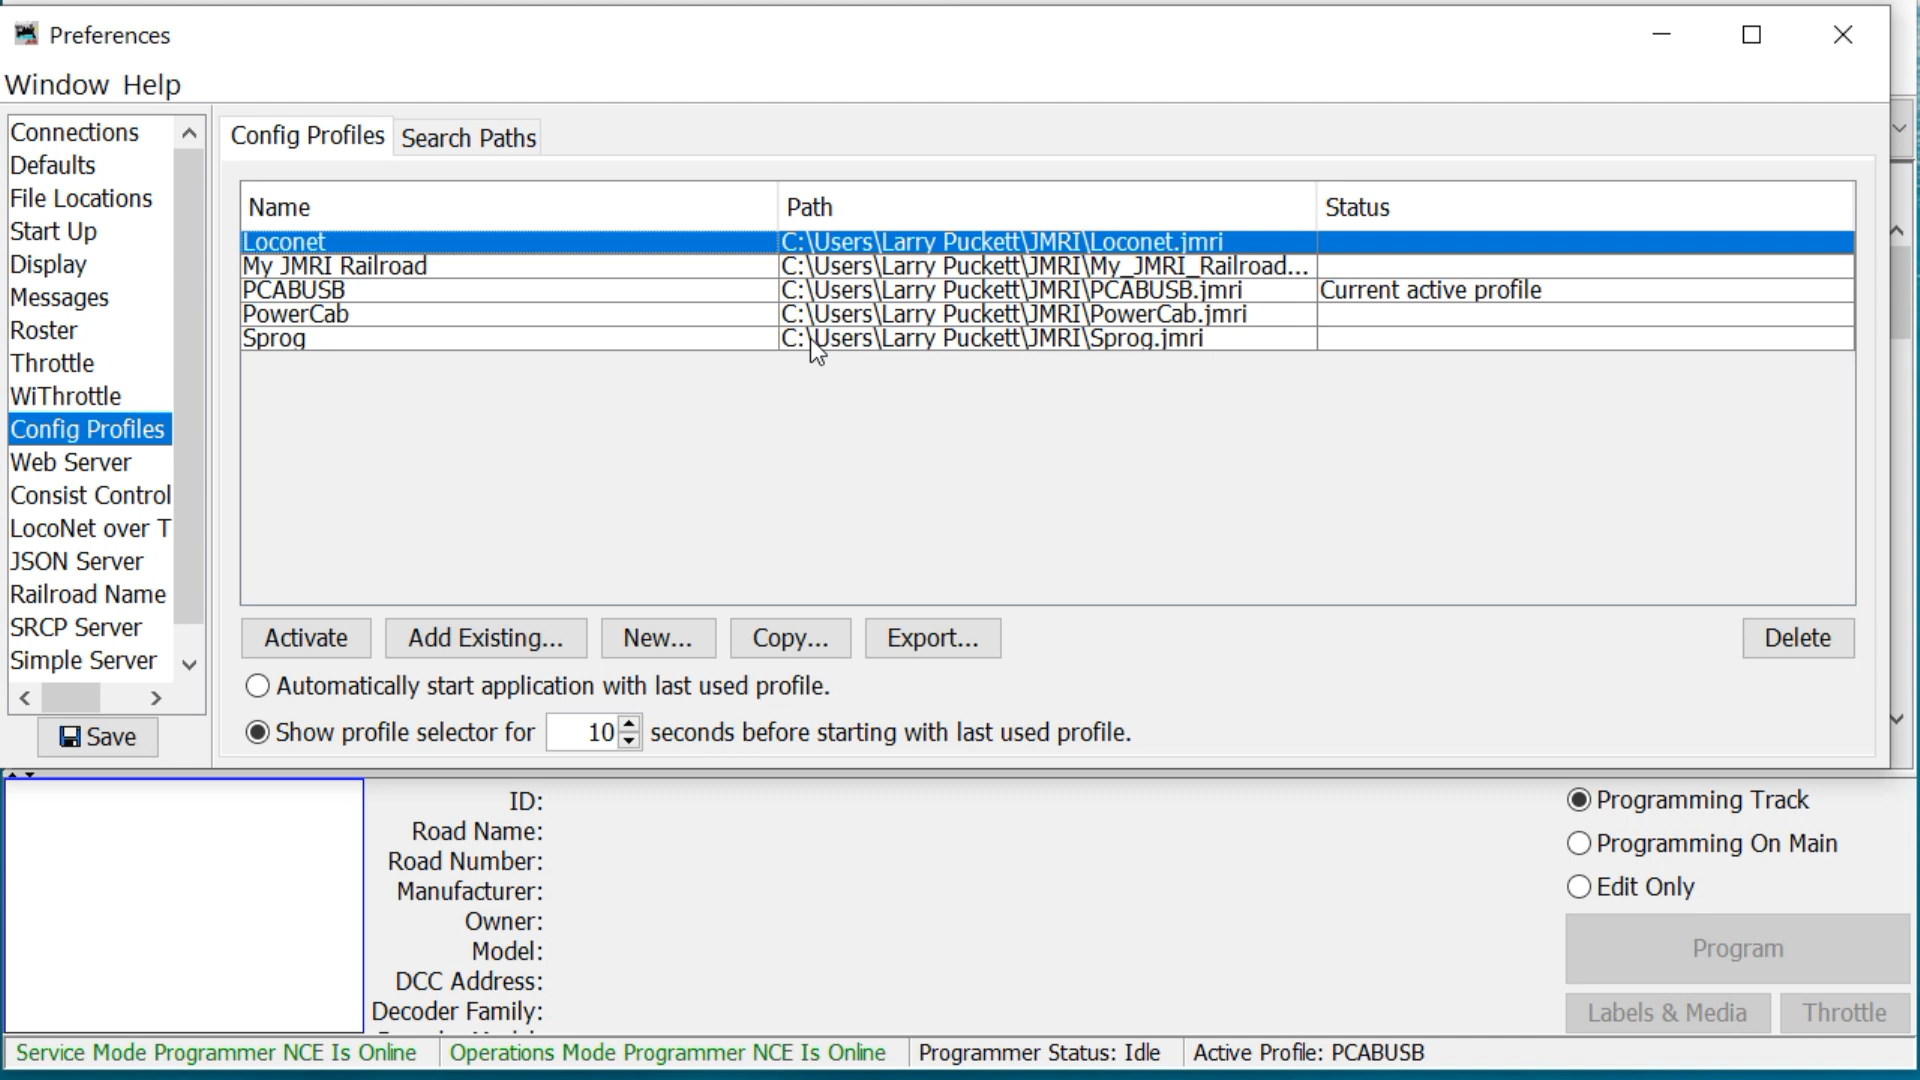 Preferences
Window Help
Connections
Defaults
File Locations
Start Up
Display
Messages
Roster
Throttle
WiThrottle
Config Profiles
Web Server
Consist Control
LocoNet over T
JSON Server
Railroad Name
SRCP Server
Simple Server
Save
Config Profiles Search Paths
Name Path Status
Loconet C:\Users\Larry Puckett\JMRI\Loconet.jmri
My JMRI Railroad C:\Users\Larry Puckett\JMRI\My_JMRI_Railroad...
PCABUSB C:\Users\Larry Puckett\JMRI\PCABUSB.jmri Current active profile
PowerCab C:\Users\Larry Puckett\JMRI\PowerCab.jmri
Sprog C:\Users\Larry Puckett\JMRI\Sprog.jmri
Activate Add Existing... New... Copy... Export... Delete
Automatically start application with last used profile.
Show profile selector for 10 seconds before starting with last used profile.
ID:
Road Name:
Road Number:
Manufacturer:
Owner:
Model:
DCC Address:
Decoder Family:
Programming Track
Programming On Main
Edit Only
Program
Labels & Media Throttle
Service Mode Programmer NCE Is Online Operations Mode Programmer NCE Is Online Programmer Status: Idle Active Profile: PCABUSB